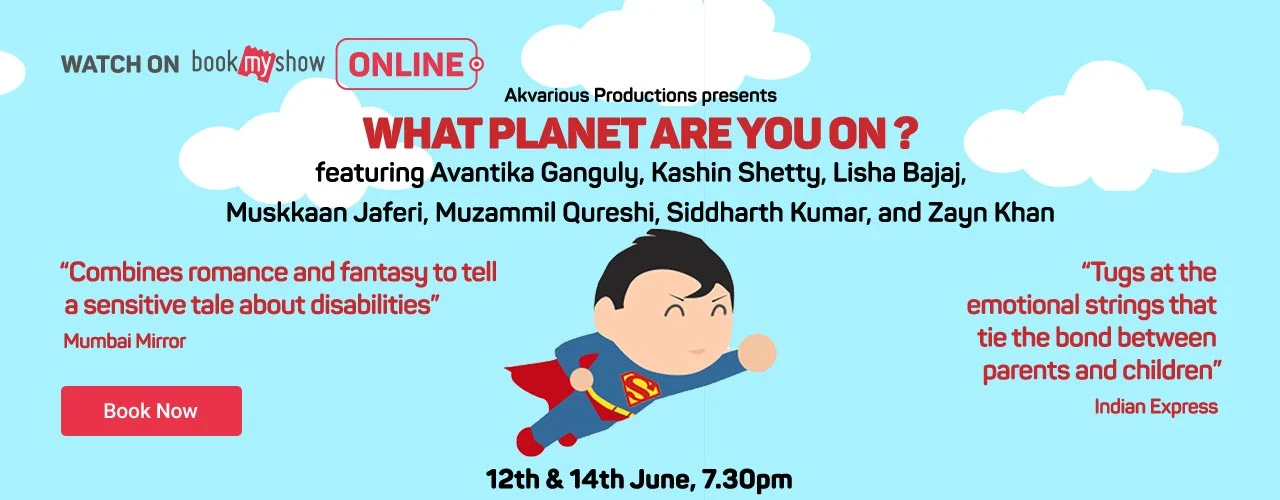 WATCH ON bookmyshow ONLINE
Akvarious Productions presents
WHAT PLANET ARE YOU ON ?
featuring Avantika Ganguly, Kashin Shetty, Lisha Bajaj,
Muskkaan Jaferi, Muzammil Qureshi, Siddharth Kumar, and Zayn Khan
“Combines romance and fantasy to tell
a sensitive tale about disabilities”
Mumbai Mirror
Book Now
“Tugs at the
emotional strings that
tie the bond between
parents and children”
Indian Express
S
12th & 14th June, 7.30pm